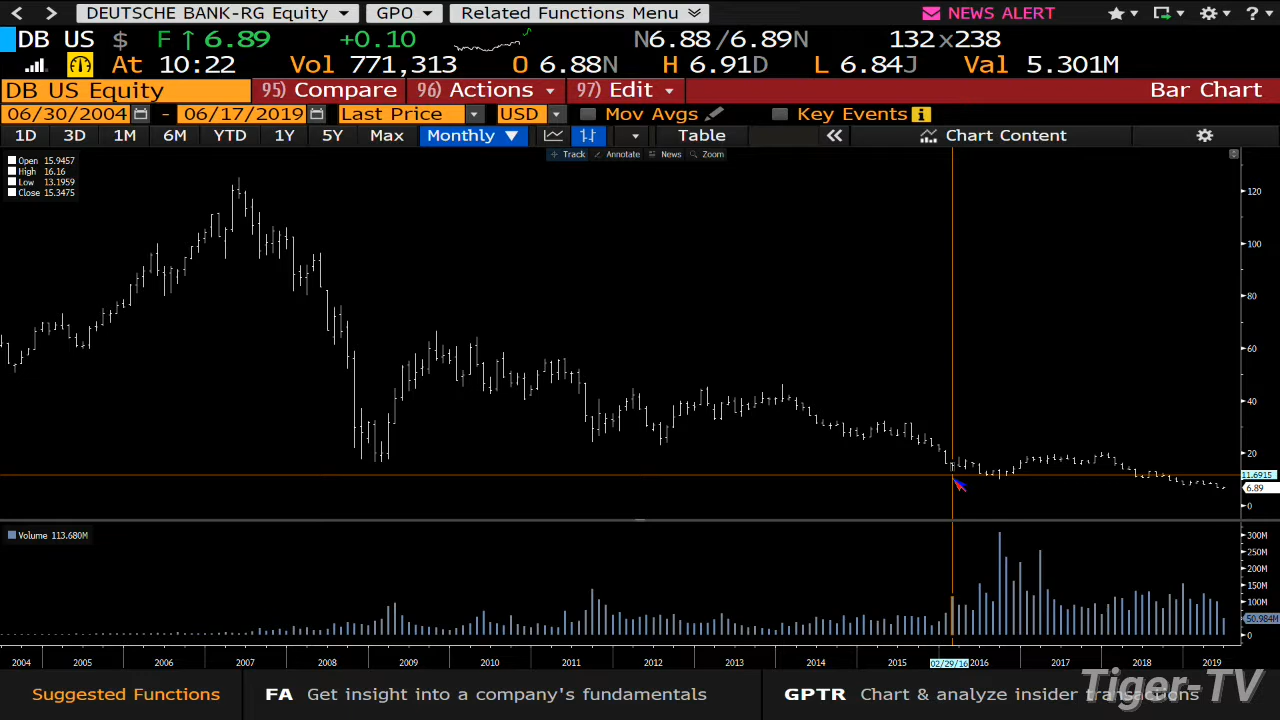 DEUTSCHE BANK-RG Equity GPO Related Functions Menu NEWS ALERT
DB US $ F ↑ 6.89 +0.10 N6.88 /6.89N 132x238
At 10:22 Vol 771,313 O 6.88N H 6.91D L 6.84J Val 5.301M
DB US Equity 95) Compare 96) Actions 97) Edit Bar Chart
06/30/2004 - 06/17/2019 Last Price USD Mov Avgs Key Events
1D 3D 1M 6M YTD 1Y 5Y Max Monthly ▼ Table « Chart Content
Track Annotate News Zoom
Open 15.9457
High 16.16
Low 13.1959
Close 15.3475
120
100
80
60
40
20
11.6915
6.89
0
Volume 113.680M
300M
250M
200M
150M
100M
50.984M
0
2004 2005 2006 2007 2008 2009 2010 2011 2012 2013 2014 2015 02/29/16 2016 2017 2018 2019
Suggested Functions FA Get insight into a company's fundamentals GPTR Chart & analyze insider transactions
Tiger-TV